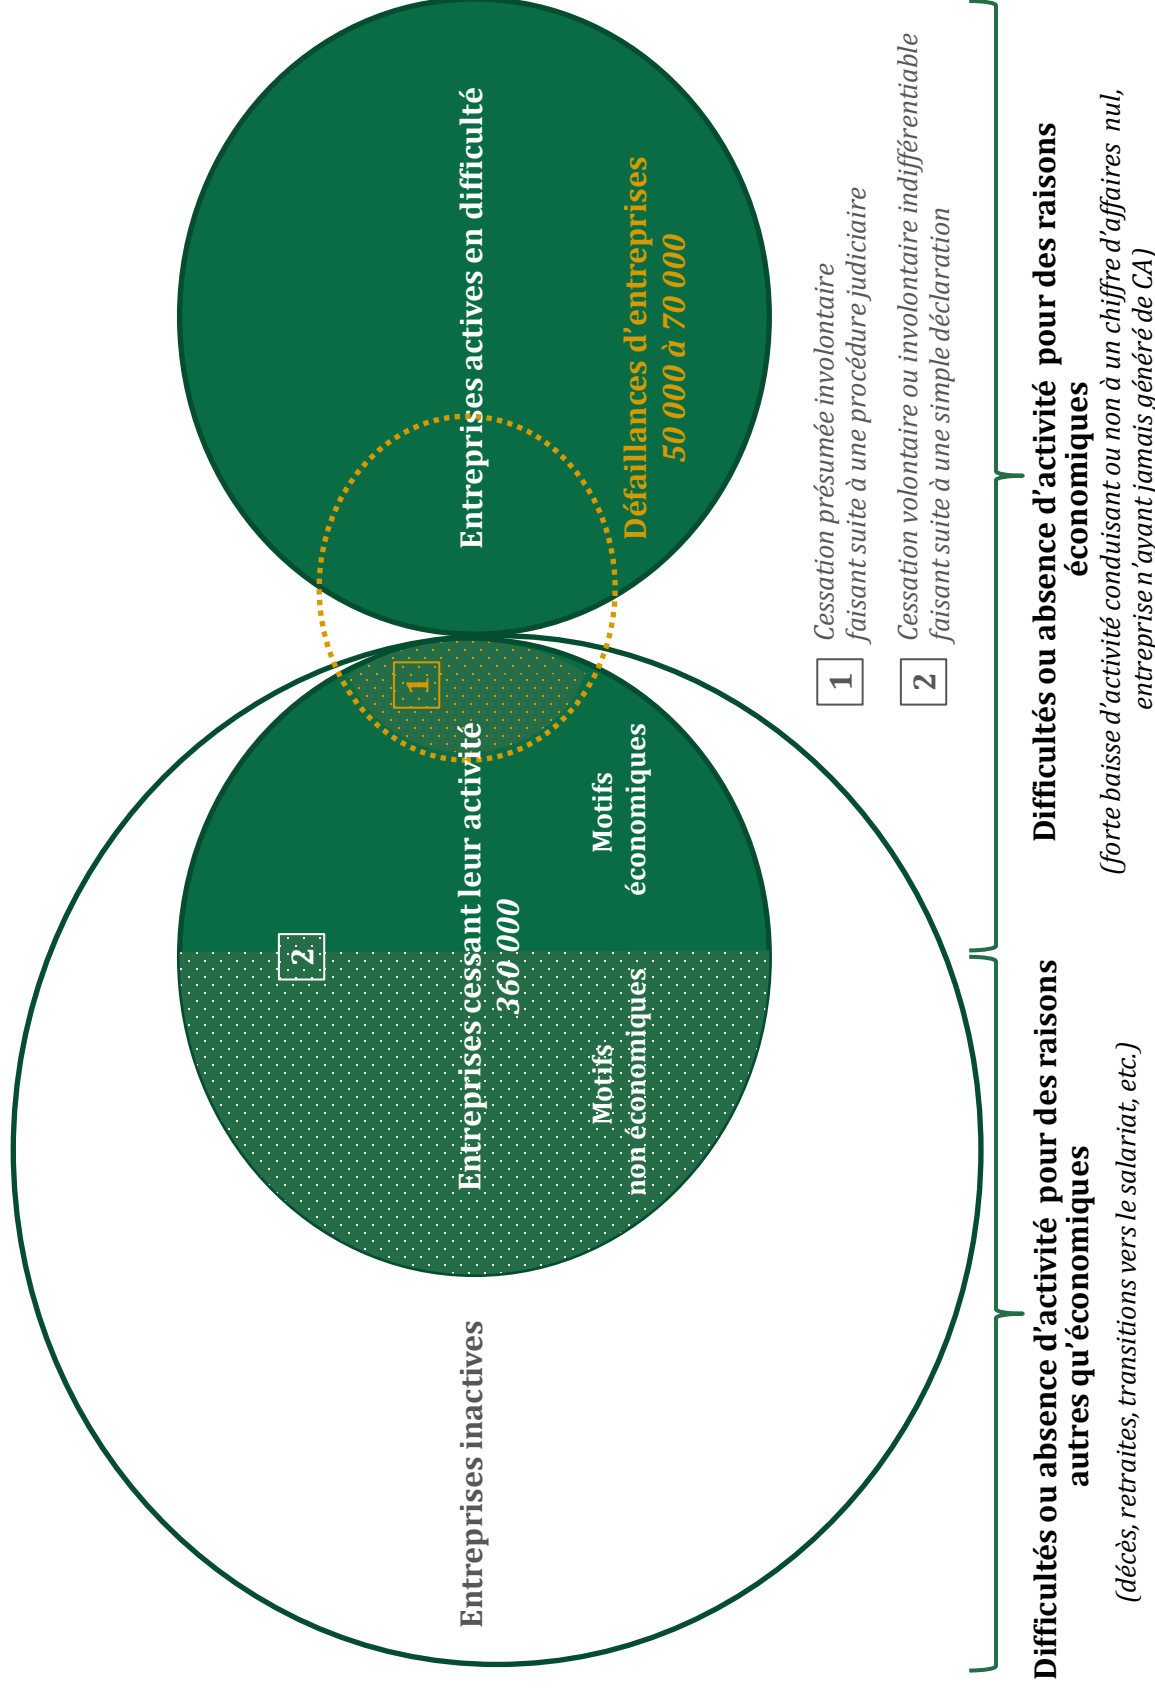 Entreprises inactives
Entreprises cessant leur activité
360 000
2
Motifs
non économiques
Motifs
économiques
1
Entreprises actives en difficulté
Défaillances d’entreprises
50 000 à 70 000
1
Cessation présumée involontaire
faisant suite à une procédure judiciaire
2
Cessation volontaire ou involontaire indifférentiable
faisant suite à une simple déclaration
Difficultés ou absence d’activité pour des raisons
autres qu’économiques
(décès, retraites, transitions vers le salariat, etc.)
Difficultés ou absence d’activité pour des raisons
économiques
(forte baisse d’activité conduisant ou non à un chiffre d’affaires nul,
entreprise n’ayant jamais généré de CA)